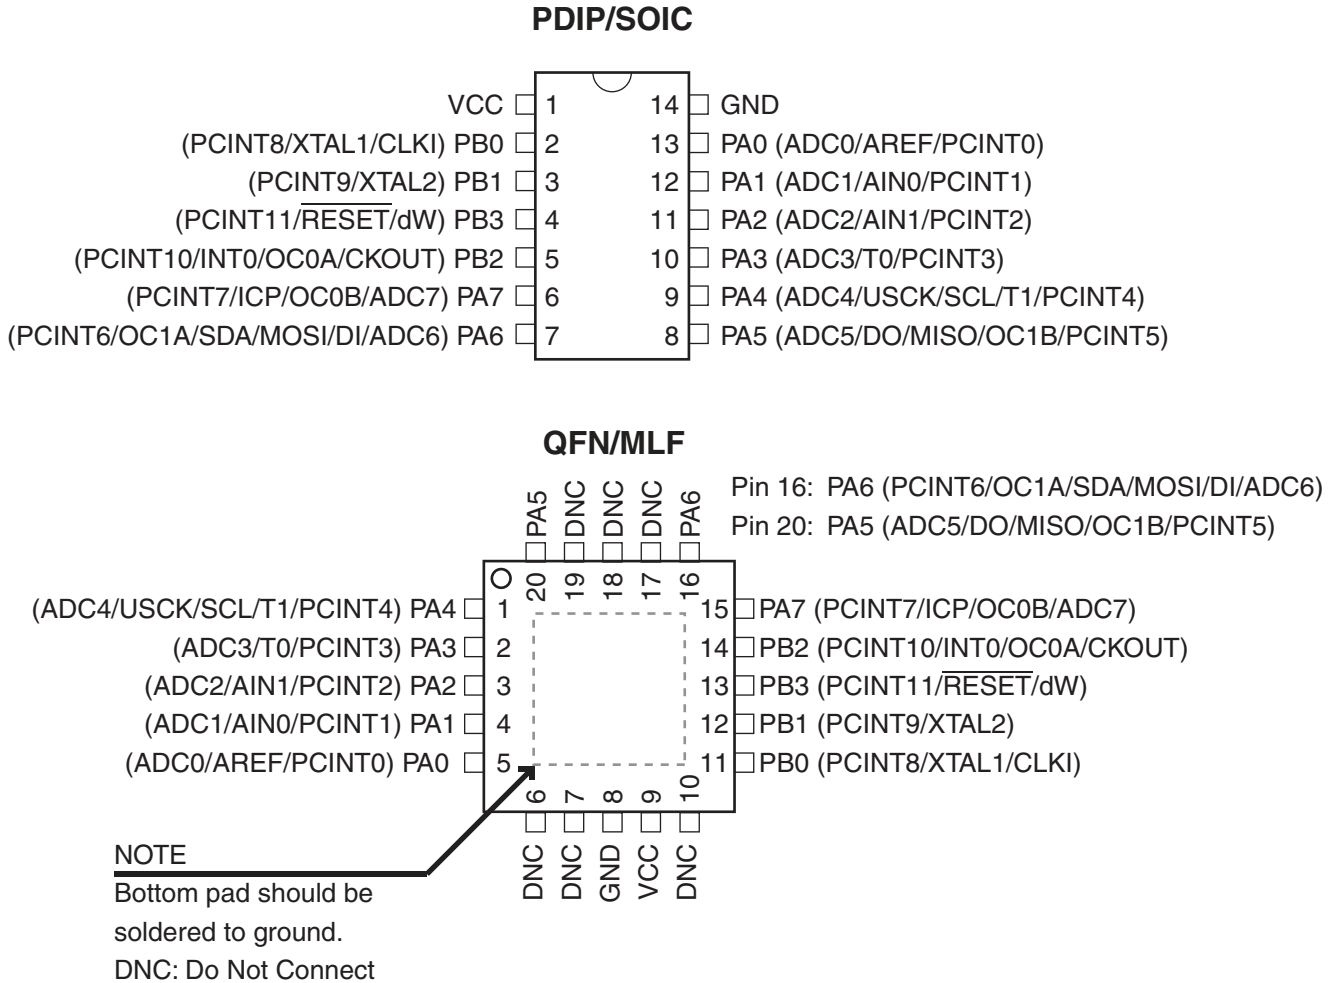 PDIP/SOIC
VCC 1 14 GND
(PCINT8/XTAL1/CLKI) PB0 2 13 PA0 (ADC0/AREF/PCINT0)
(PCINT9/XTAL2) PB1 3 12 PA1 (ADC1/AIN0/PCINT1)
(PCINT11/RESET/dW) PB3 4 11 PA2 (ADC2/AIN1/PCINT2)
(PCINT10/INT0/OC0A/CKOUT) PB2 5 10 PA3 (ADC3/T0/PCINT3)
(PCINT7/ICP/OC0B/ADC7) PA7 6 9 PA4 (ADC4/USCK/SCL/T1/PCINT4)
(PCINT6/OC1A/SDA/MOSI/DI/ADC6) PA6 7 8 PA5 (ADC5/DO/MISO/OC1B/PCINT5)
QFN/MLF
Pin 16: PA6 (PCINT6/OC1A/SDA/MOSI/DI/ADC6)
Pin 20: PA5 (ADC5/DO/MISO/OC1B/PCINT5)
PA5 DNC DNC DNC PA6
20 19 18 17 16
(ADC4/USCK/SCL/T1/PCINT4) PA4 1 15 PA7 (PCINT7/ICP/OC0B/ADC7)
(ADC3/T0/PCINT3) PA3 2 14 PB2 (PCINT10/INT0/OC0A/CKOUT)
(ADC2/AIN1/PCINT2) PA2 3 13 PB3 (PCINT11/RESET/dW)
(ADC1/AIN0/PCINT1) PA1 4 12 PB1 (PCINT9/XTAL2)
(ADC0/AREF/PCINT0) PA0 5 11 PB0 (PCINT8/XTAL1/CLKI)
6 7 8 9 10
DNC DNC GND VCC DNC
NOTE
Bottom pad should be
soldered to ground.
DNC: Do Not Connect